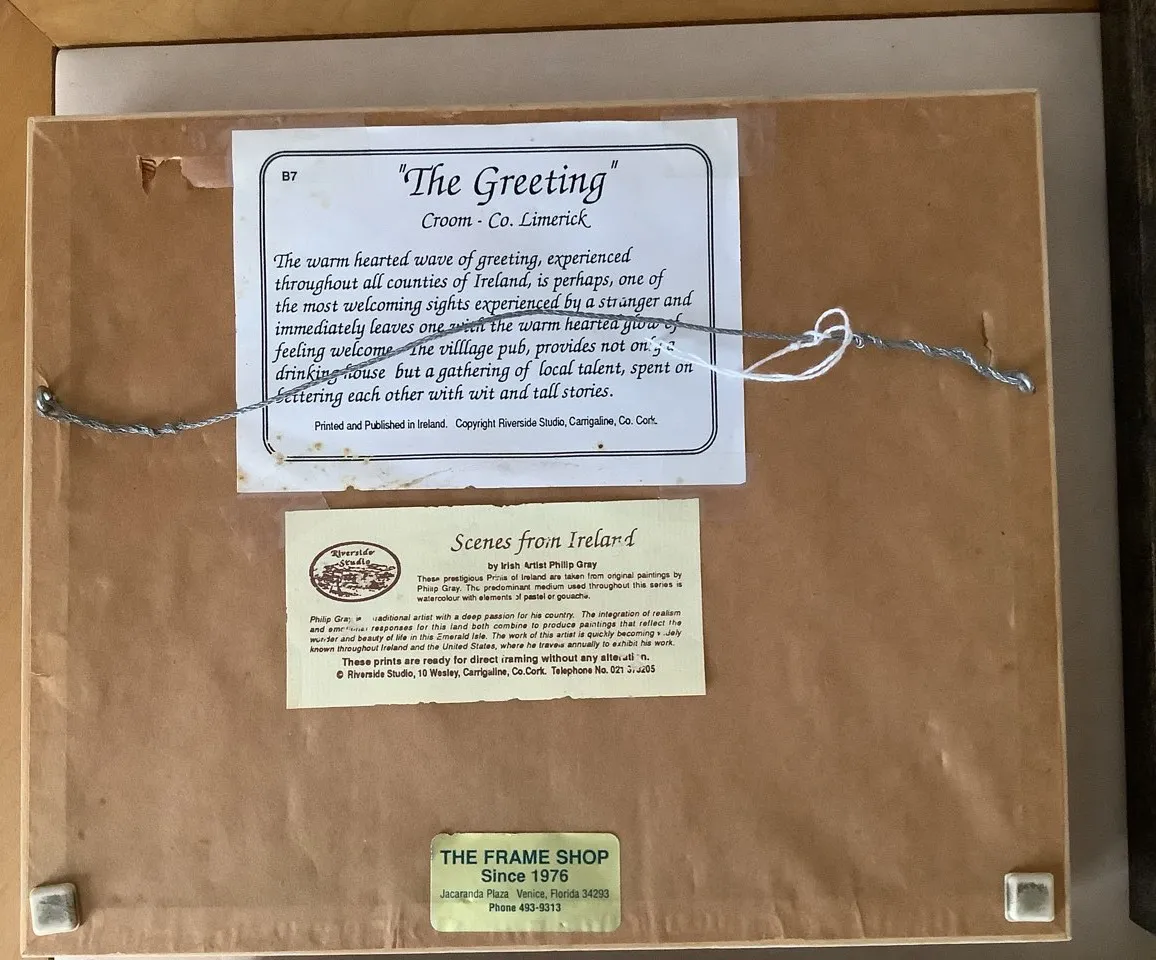 B7
"The Greeting"
Croom - Co. Limerick
The warm hearted wave of greeting, experienced
throughout all counties of Ireland, is perhaps, one of
the most welcoming sights experienced by a stranger and
immediately leaves one with the warm hearted glow of
feeling welcome. The villlage pub, provides not only a
drinking house but a gathering of local talent, spent on
bettering each other with wit and tall stories.
Printed and Published in Ireland. Copyright Riverside Studio, Carrigaline, Co. Cork.
Riverside
Studio
Scenes from Ireland
by Irish Artist Philip Gray
These prestigious Prints of Ireland are taken from original paintings by
Philip Gray. The predominant medium used throughout this series is
watercolour with elements of pastel or gouache.
Philip Gray is traditional artist with a deep passion for his country. The integration of realism
and emotional responses for this land both combine to produce paintings that reflect the
wonder and beauty of life in this Emerald Isle. The work of this artist is quickly becoming widely
known throughout Ireland and the United States, where he travels annually to exhibit his work.
These prints are ready for direct framing without any alteration.
© Riverside Studio, 10 Wesley, Carrigaline, Co.Cork. Telephone No. 021
THE FRAME SHOP
Since 1976
Jacaranda Plaza Venice, Florida 34293
Phone 493-9313